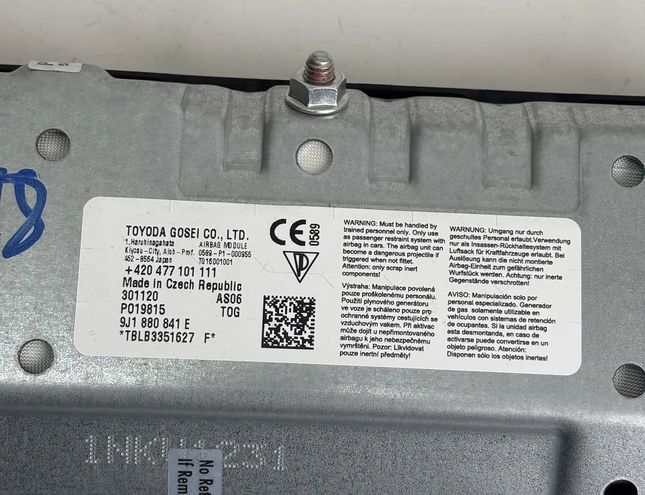 TOYODA GOSEI CO., LTD.
1, Haruhinagahata AIRBAG MODULE
Kiyosu-City, Aich-Pref. 0589 - P1 - 000955
452 - 8564 Japan T016001001
+420 477 101 111
Made in Czech Republic
301120 AS06
P019815 TOG
9J1 880 841 E
*TBLB3351627 F*
CE 0589
WARNING: Must be handled by
trained personnel only. Only use
as passenger restraint system with
airbag in cars. The airbag unit can
become a dangerous projectile if
triggered when not fitted.
Attention: only scrap inert
components!
Výstraha: Manipulace povolená
pouze proškolenému personálu.
Použití plynového generátoru
ve voze je schváleno pouze pro
ochranné systémy cestujících se
vzduchovým vakem. Při aktivac
může dojít u nepřimontovaného
airbagu k jeho nebezpečnému
vymrštění. Pozor: Likvidovat
pouze inertní předměty!
WARNUNG: Umgang nur durch
geschultes Personal erlaubt.Verwendung
nur als Insassen-Rückhaltesystem mit
Luftsack für Kraftfahrzeuge erlaubt. Bei
Auslösung kann die nicht montierte
Airbag-Einheit zum gefährlichen
Wurfstück werden. Achtung: Nur inerte
Gegenstände entsorgen!
AVISO: Manipulación solo por
personal especializado. Generador
de gas solamente utilizable en
vehículos con sistemas de retención
de ocupantes. Si la unidad airbag
esta desmontada, en caso de
activarse puede convertirse en un
objeto peligroso. Atención:
Disponen sólo los objetos inertes!
No Ret
If Rem